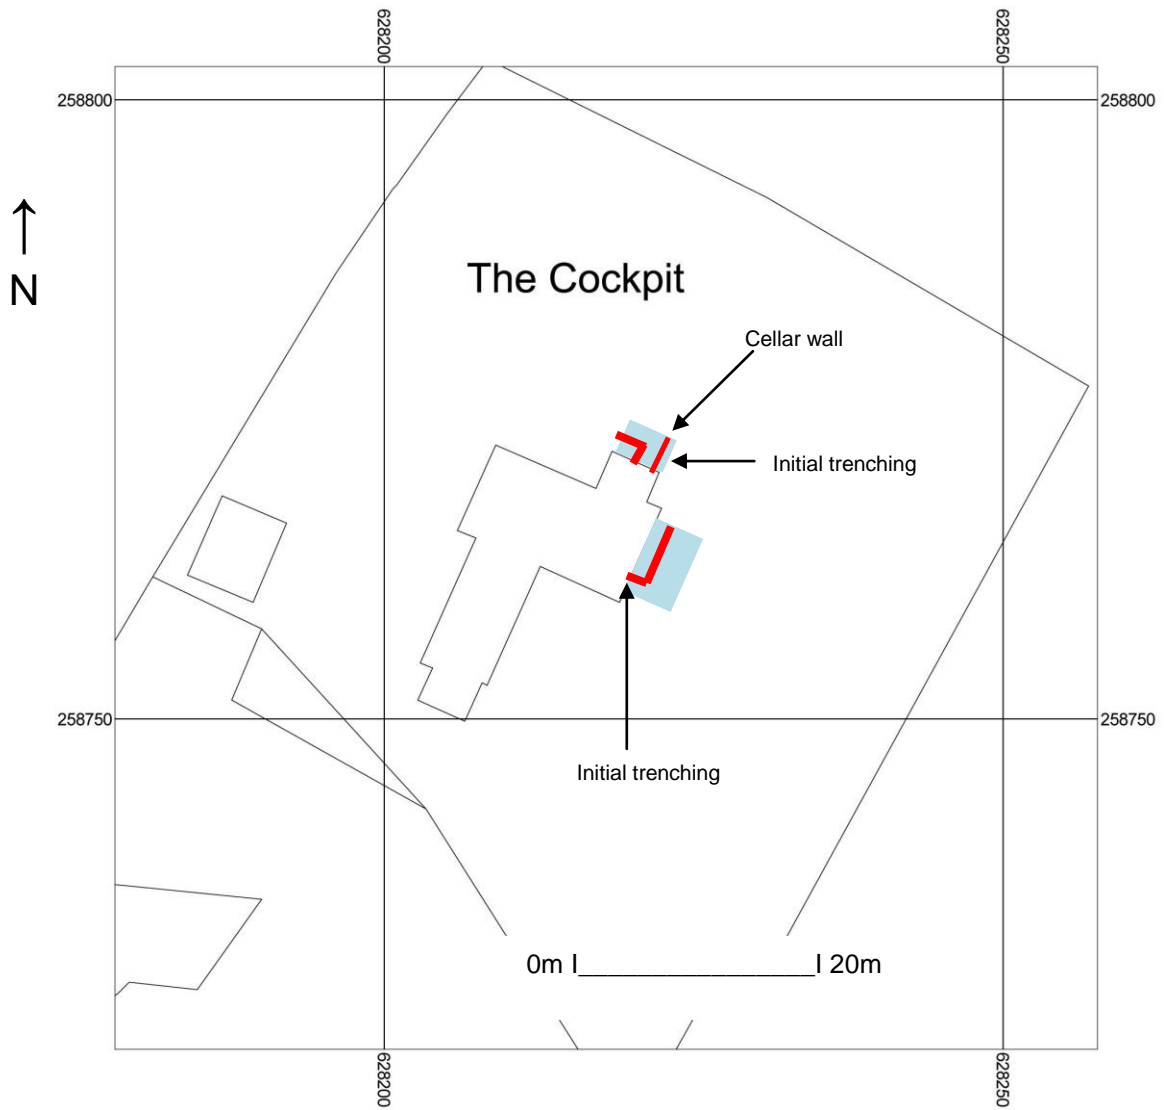 628200
628250
258800
258800
N
The Cockpit
Cellar wall
Initial trenching
258750
258750
Initial trenching
0m I________________I 20m
628200
628250